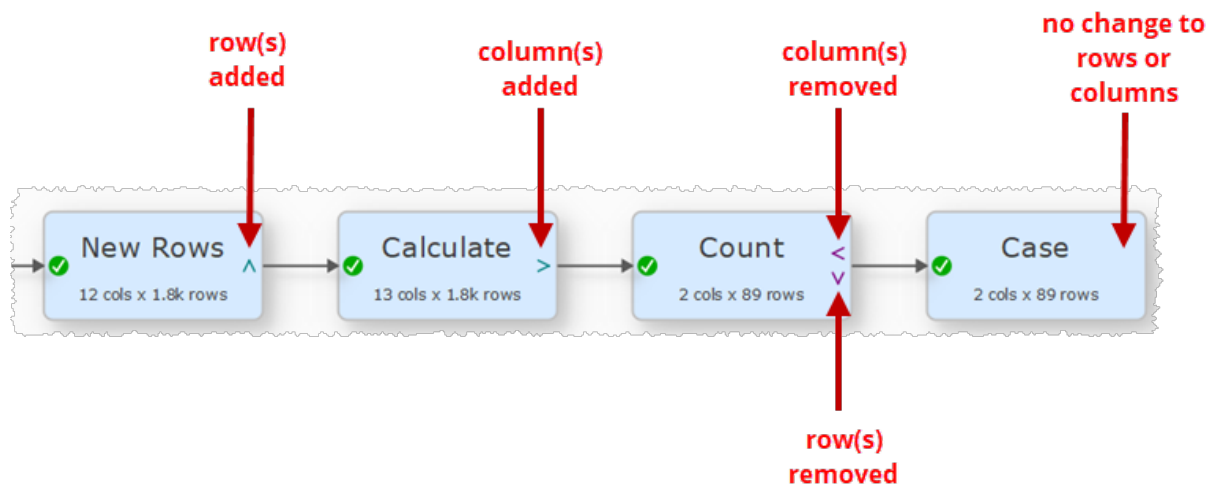 no change to
rows or
columns
row(s)
added
column(s)
added
column(s)
removed
New Rows
^
12 cols x 1.8k rows
Calculate
>
13 cols x 1.8k rows
Count
<
v
2 cols x 89 rows
Case
2 cols x 89 rows
row(s)
removed